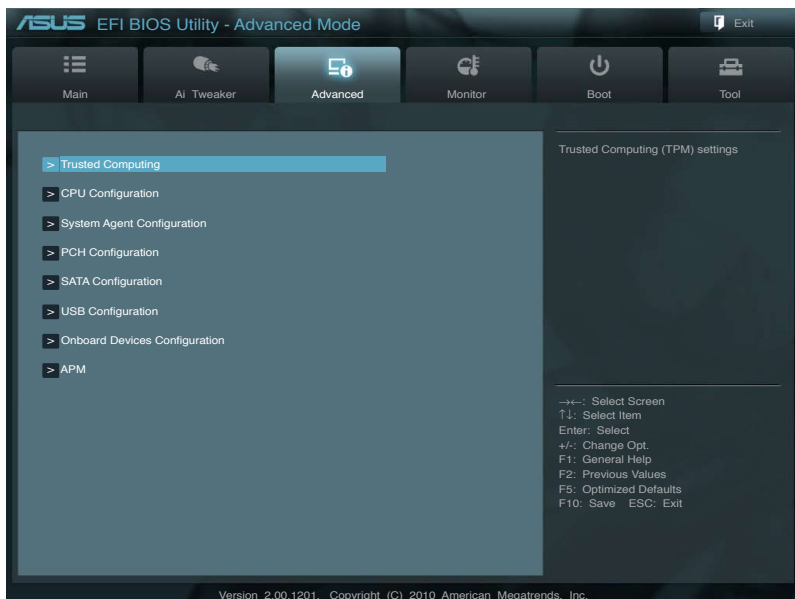 ASUS EFI BIOS Utility - Advanced Mode
Exit
Main
Ai Tweaker
Advanced
Monitor
Boot
Tool
> Trusted Computing
> CPU Configuration
> System Agent Configuration
> PCH Configuration
> SATA Configuration
> USB Configuration
> Onboard Devices Configuration
> APM
Trusted Computing (TPM) settings
→←: Select Screen
↑↓: Select Item
Enter: Select
+/-: Change Opt.
F1: General Help
F2: Previous Values
F5: Optimized Defaults
F10: Save ESC: Exit
Version 2.00.1201. Copyright (C) 2010 American Megatrends, Inc.